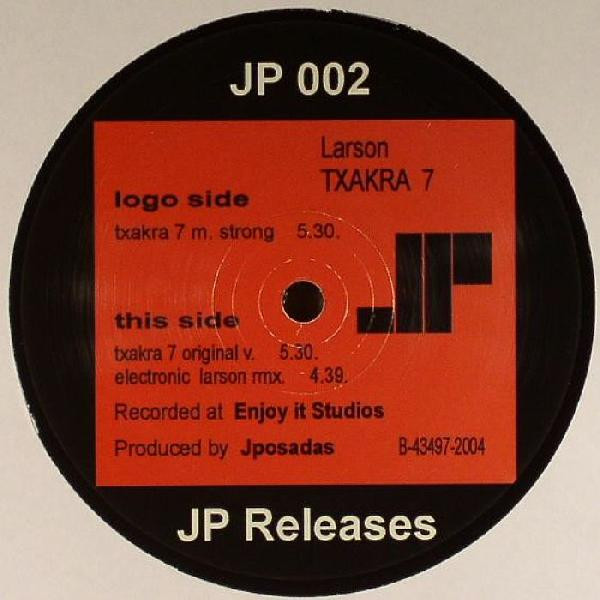 JP 002
Larson
TXAKRA 7
logo side
txakra 7 m. strong 5.30.
JP
this side
txakra 7 original v. 5.30.
electronic larson rmx. 4.39.
Recorded at Enjoy it Studios
Produced by Jposadas B-43497-2004
JP Releases